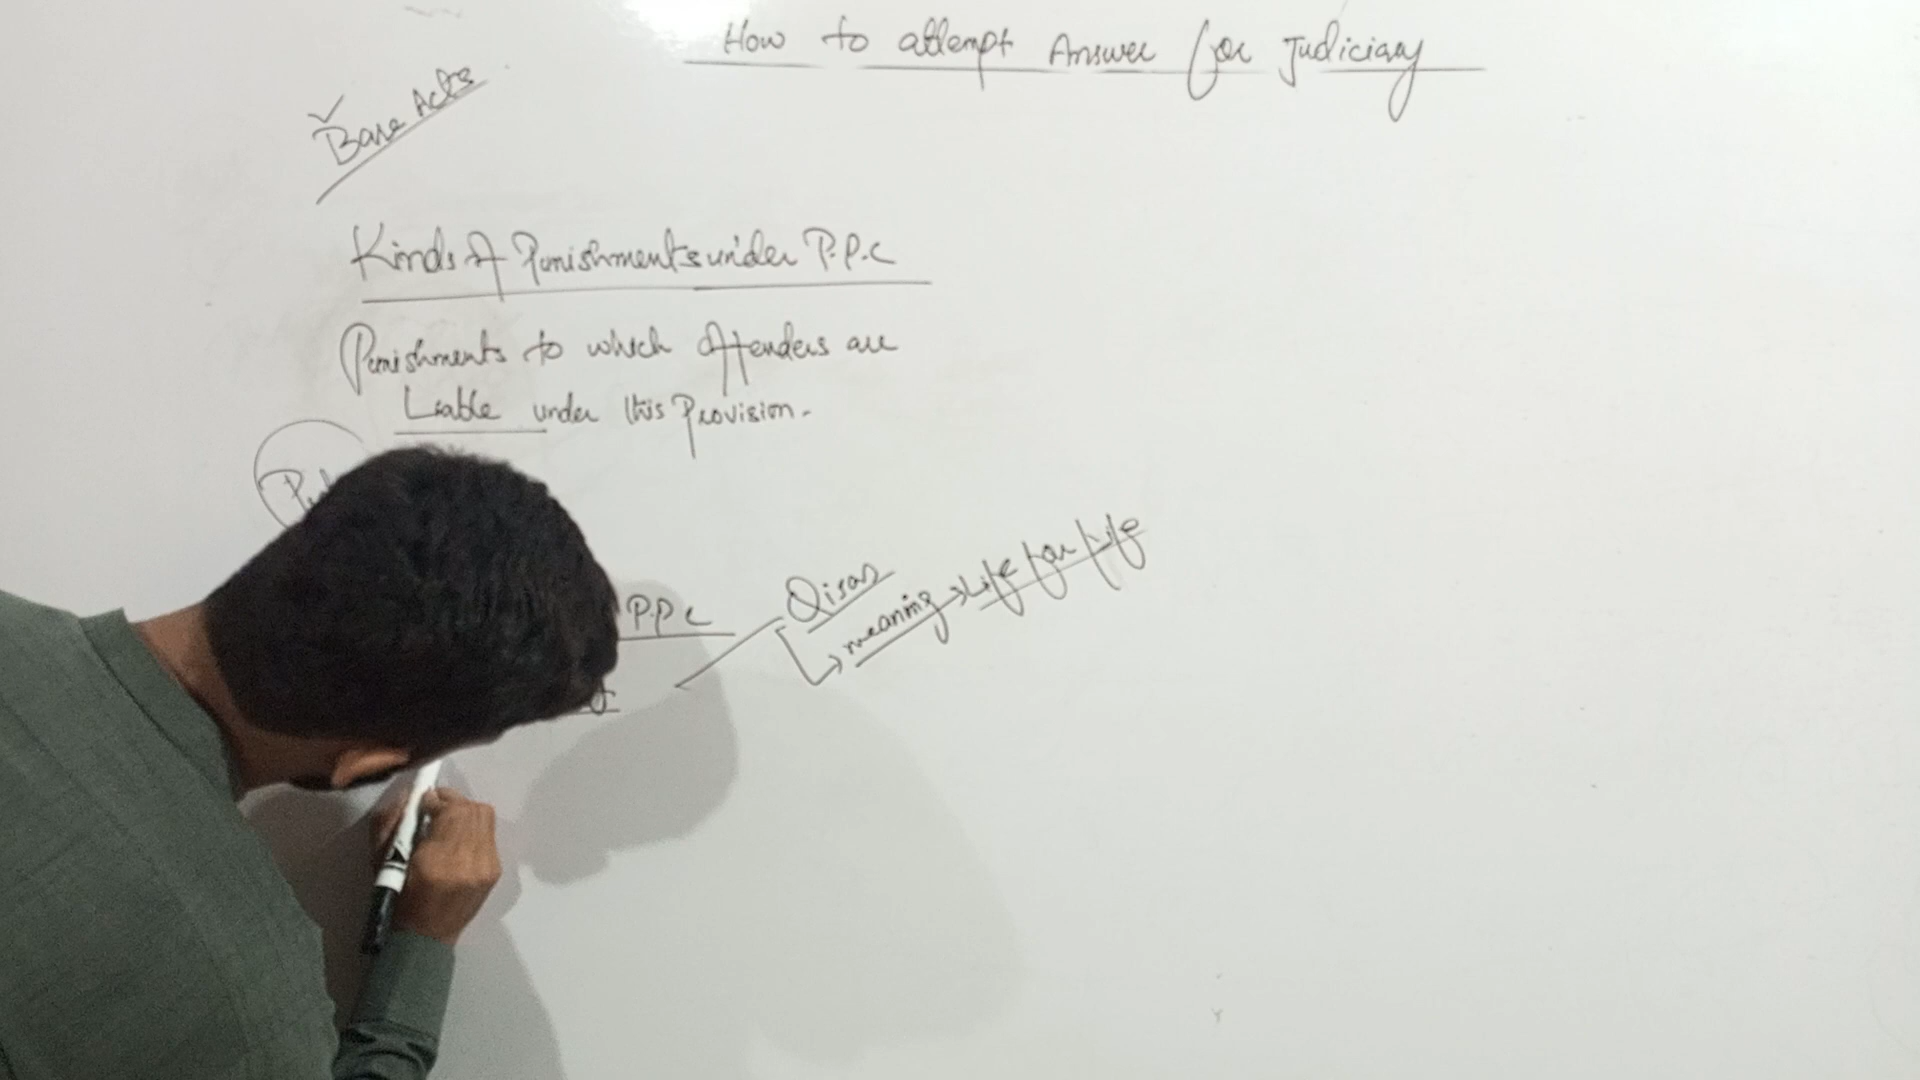 How to attempt Answer for Judiciary
Bare Acts
Kinds of Punishments under P.P.C
Punishments to which Offenders are
Liable under this Provision.
P.P.C
Qisas
meaning → Life for Life